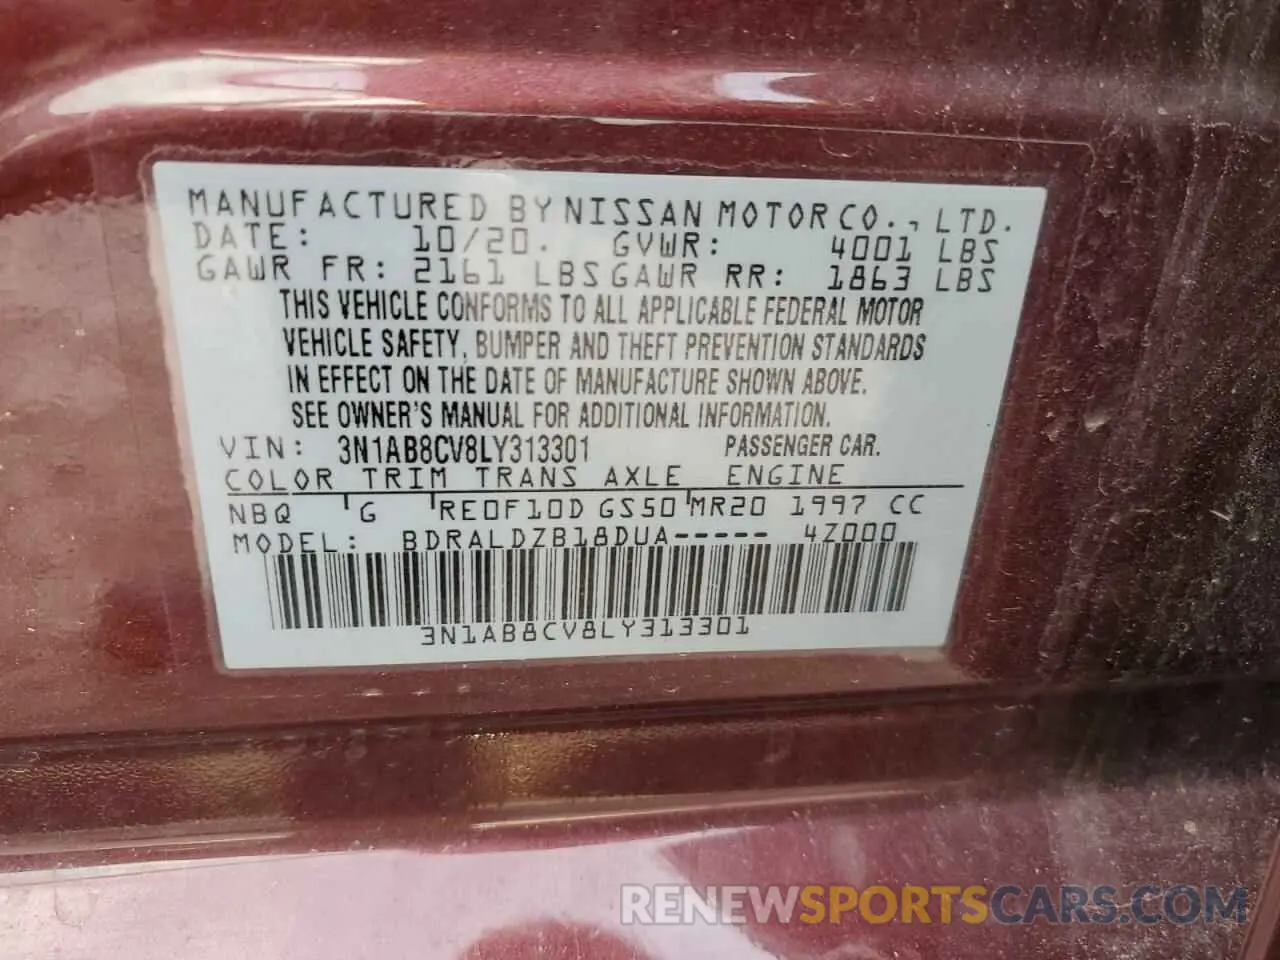 MANUFACTURED BY NISSAN MOTOR CO., LTD.
DATE: 10/20. GVWR: 4001 LBS
GAWR FR: 2161 LBS GAWR RR: 1863 LBS
THIS VEHICLE CONFORMS TO ALL APPLICABLE FEDERAL MOTOR
VEHICLE SAFETY, BUMPER AND THEFT PREVENTION STANDARDS
IN EFFECT ON THE DATE OF MANUFACTURE SHOWN ABOVE.
SEE OWNER'S MANUAL FOR ADDITIONAL INFORMATION.
VIN: 3N1AB8CV8LY313301 PASSENGER CAR.
COLOR TRIM TRANS AXLE ENGINE
NBQ G RE0F10D GS50 MR20 1997 CC
MODEL: BDRALDZB18DUA----- 4Z000
3N1AB8CV8LY313301
RENEWSPORTSCARS.COM